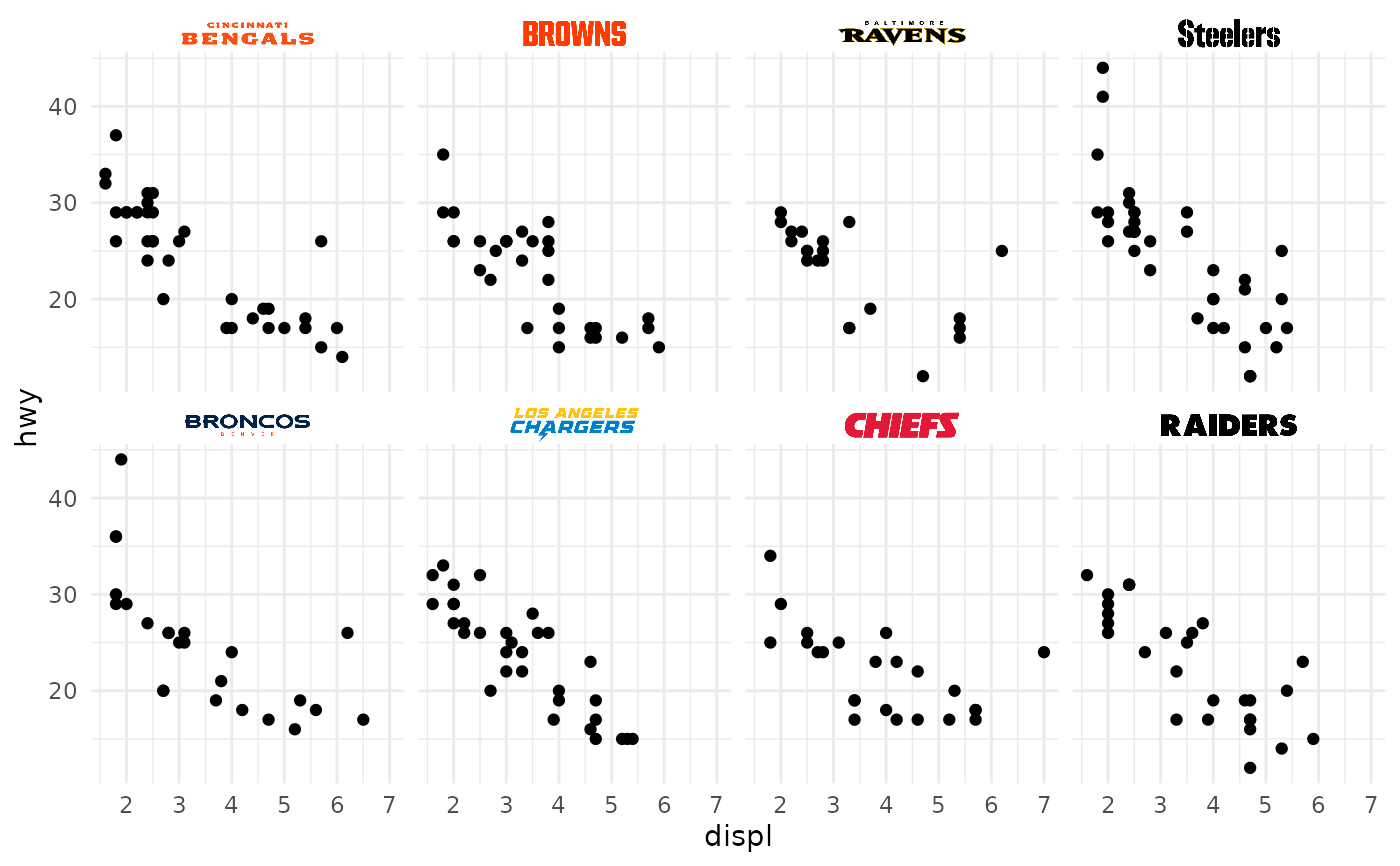 CINCINNATI
BENGALS
BROWNS
BALTIMORE
RAVENS
Steelers
40
30
20
hwy
BRONCOS
DENVER
LOS ANGELES
CHARGERS
CHIEFS
RAIDERS
40
30
20
2 3 4 5 6 7
2 3 4 5 6 7
2 3 4 5 6 7
2 3 4 5 6 7
displ